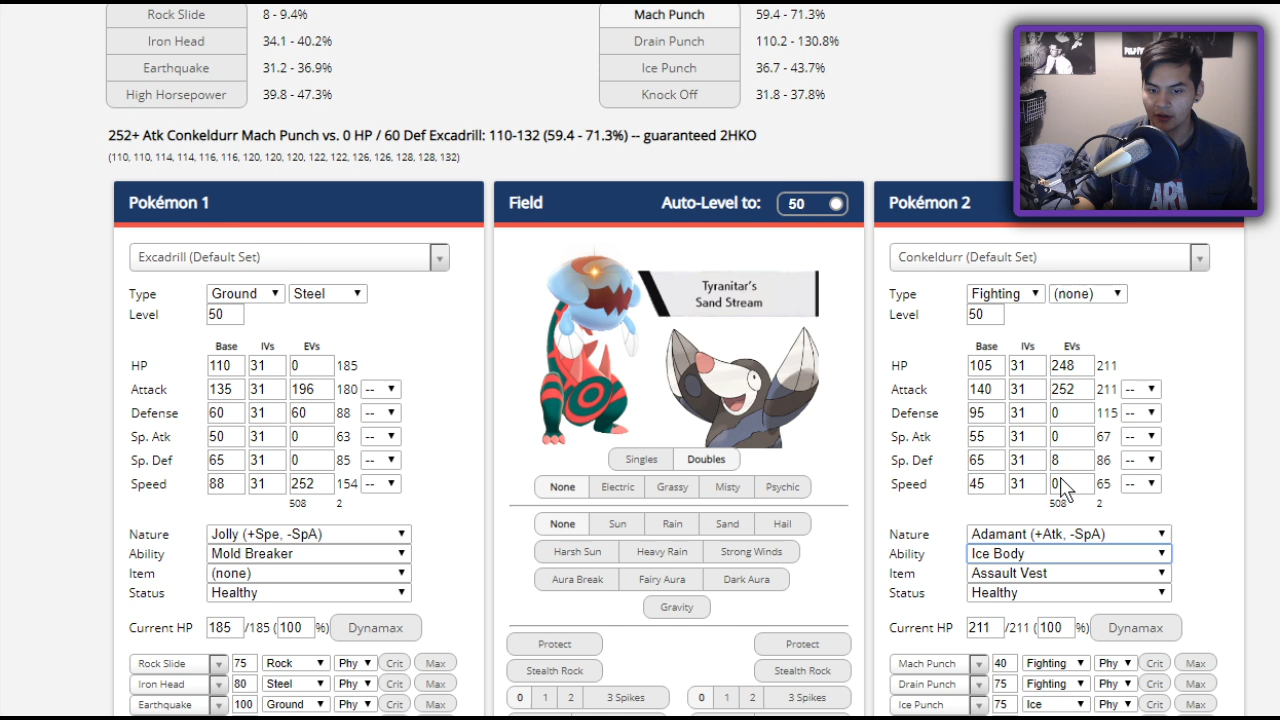 Rock Slide 8 - 9.4% Mach Punch 59.4 - 71.3%
Iron Head 34.1 - 40.2% Drain Punch 110.2 - 130.8%
Earthquake 31.2 - 36.9% Ice Punch 36.7 - 43.7%
High Horsepower 39.8 - 47.3% Knock Off 31.8 - 37.8%
252+ Atk Conkeldurr Mach Punch vs. 0 HP / 60 Def Excadrill: 110-132 (59.4 - 71.3%) -- guaranteed 2HKO
(110, 110, 114, 114, 116, 116, 120, 120, 120, 122, 122, 126, 126, 128, 128, 132)
Pokémon 1
Excadrill (Default Set)
Type Ground Steel
Level 50
Base IVs EVs
HP 110 31 0 185
Attack 135 31 196 180 --
Defense 60 31 60 88 --
Sp. Atk 50 31 0 63 --
Sp. Def 65 31 0 85 --
Speed 88 31 252 154 --
508 2
Nature Jolly (+Spe, -SpA)
Ability Mold Breaker
Item (none)
Status Healthy
Current HP 185 /185 ( 100 %) Dynamax
Rock Slide 75 Rock Phy Crit Max
Iron Head 80 Steel Phy Crit Max
Earthquake 100 Ground Phy Crit Max
Field Auto-Level to: 50
Tyranitar's
Sand Stream
Singles Doubles
None Electric Grassy Misty Psychic
None Sun Rain Sand Hail
Harsh Sun Heavy Rain Strong Winds
Aura Break Fairy Aura Dark Aura
Gravity
Protect Protect
Stealth Rock Stealth Rock
0 1 2 3 Spikes 0 1 2 3 Spikes
Pokémon 2
Conkeldurr (Default Set)
Type Fighting (none)
Level 50
Base IVs EVs
HP 105 31 248 211
Attack 140 31 252 211 --
Defense 95 31 0 115 --
Sp. Atk 55 31 0 67 --
Sp. Def 65 31 8 86 --
Speed 45 31 0 65 --
508 2
Nature Adamant (+Atk, -SpA)
Ability Ice Body
Item Assault Vest
Status Healthy
Current HP 211 /211 ( 100 %) Dynamax
Mach Punch 40 Fighting Phy Crit Max
Drain Punch 75 Fighting Phy Crit Max
Ice Punch 75 Ice Phy Crit Max